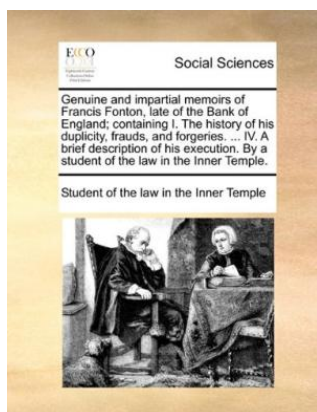 ECCO
Social Sciences
Genuine and impartial memoirs of
Francis Fonton, late of the Bank of
England; containing I. The history of his
duplicity, frauds, and forgeries. ... IV. A
brief description of his execution. By a
student of the law in the Inner Temple.
Student of the law in the Inner Temple